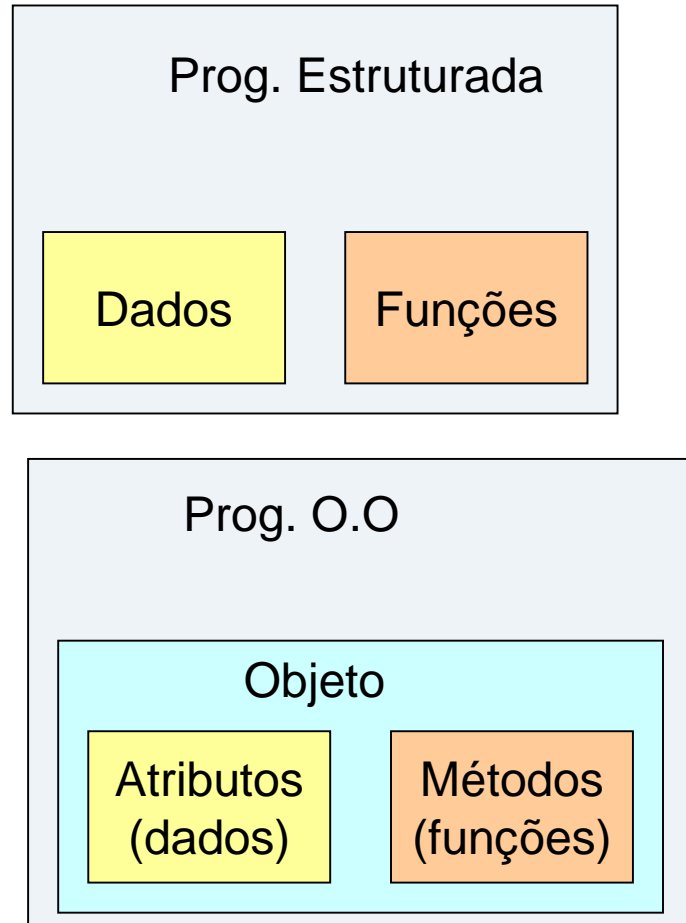 Prog. Estruturada
Dados
Funções
Prog. O.O
Objeto
Atributos
(dados)
Métodos
(funções)